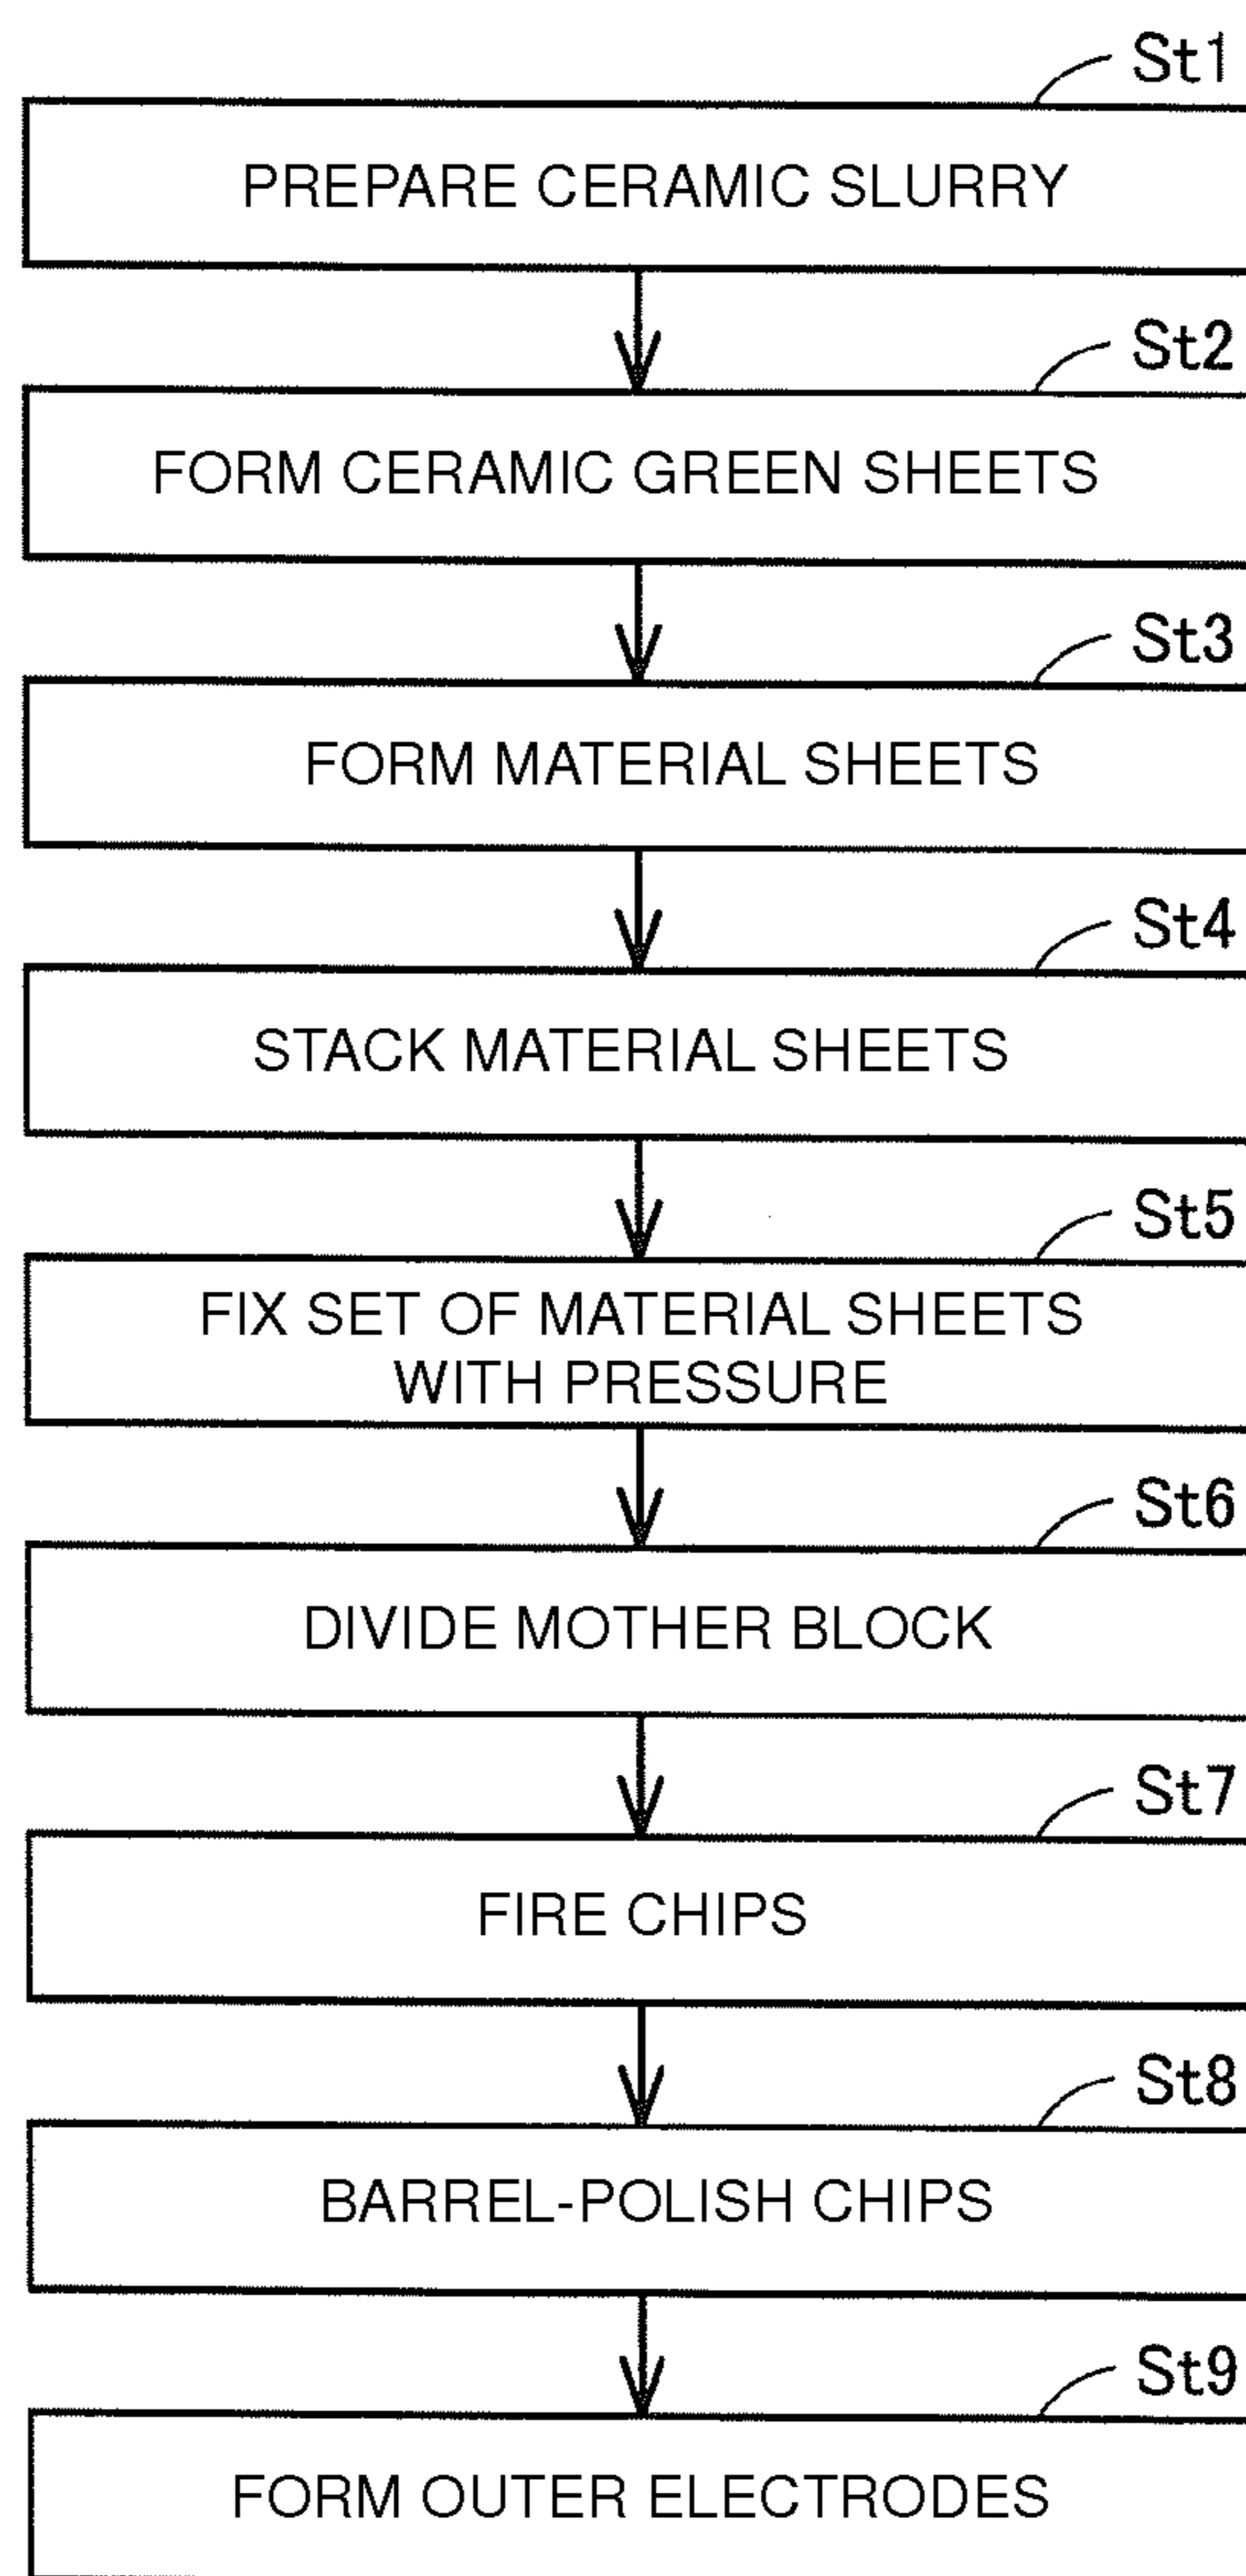 St1
PREPARE CERAMIC SLURRY
St2
FORM CERAMIC GREEN SHEETS
St3
FORM MATERIAL SHEETS
St4
STACK MATERIAL SHEETS
St5
FIX SET OF MATERIAL SHEETS
WITH PRESSURE
St6
DIVIDE MOTHER BLOCK
St7
FIRE CHIPS
St8
BARREL-POLISH CHIPS
St9
FORM OUTER ELECTRODES